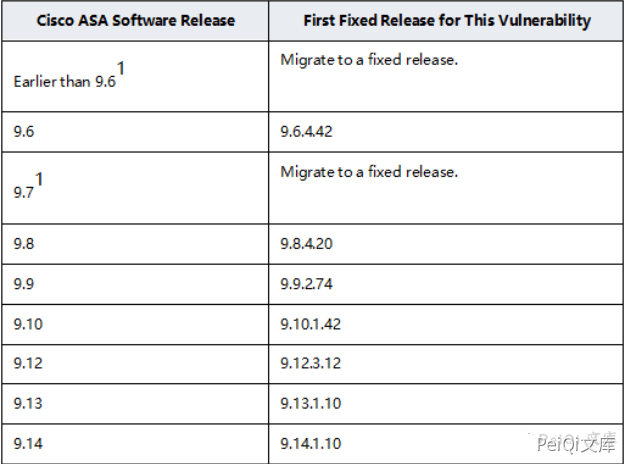 Cisco ASA Software Release First Fixed Release for This Vulnerability
Earlier than 9.6 1 Migrate to a fixed release.
9.6 9.6.4.42
9.7 1 Migrate to a fixed release.
9.8 9.8.4.20
9.9 9.9.2.74
9.10 9.10.1.42
9.12 9.12.3.12
9.13 9.13.1.10
9.14 9.14.1.10
PeiQi文库